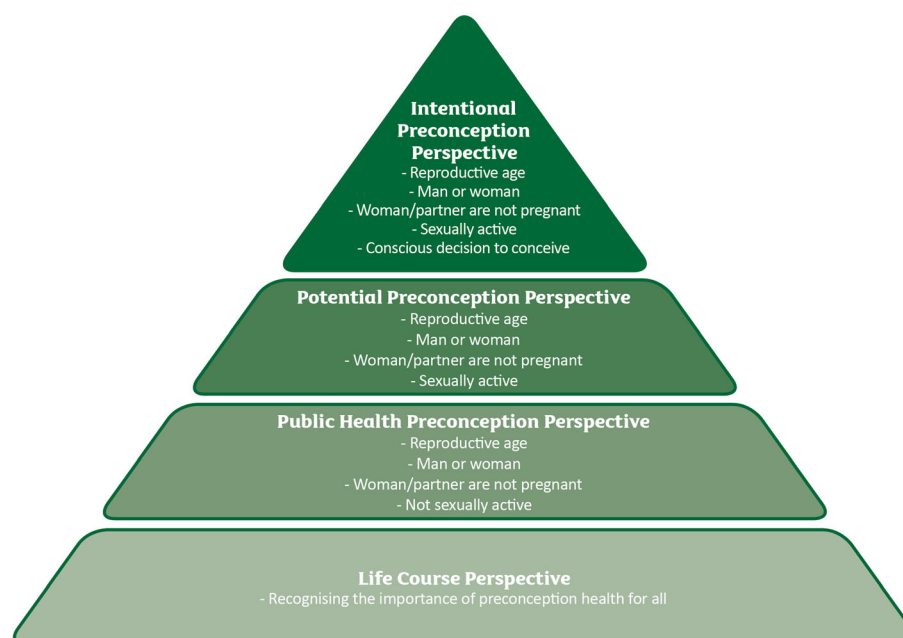 Intentional
Preconception
Perspective
- Reproductive age
- Man or woman
- Woman/partner are not pregnant
- Sexually active
- Conscious decision to conceive
Potential Preconception Perspective
- Reproductive age
- Man or woman
- Woman/partner are not pregnant
- Sexually active
Public Health Preconception Perspective
- Reproductive age
- Man or woman
- Woman/partner are not pregnant
- Not sexually active
Life Course Perspective
- Recognising the importance of preconception health for all